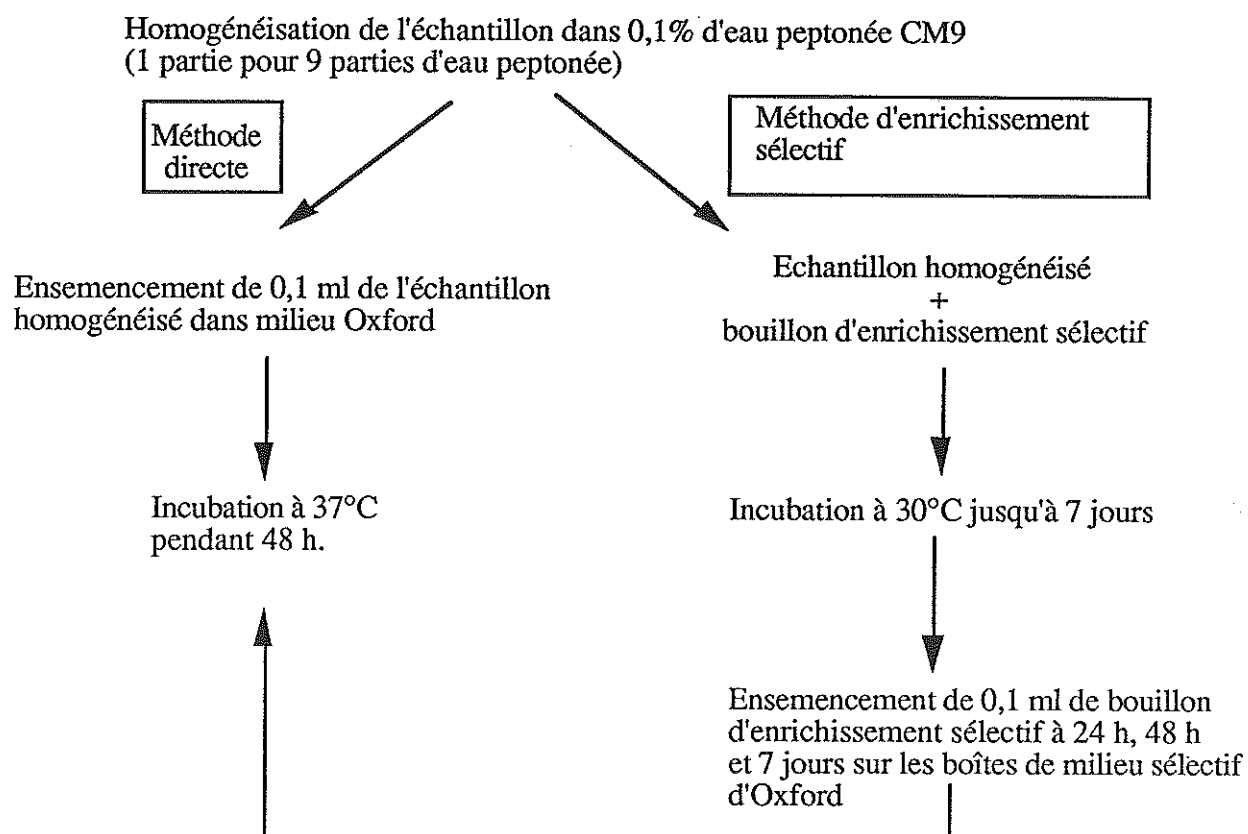 Homogénéisation de l'échantillon dans 0,1% d'eau peptonée CM9
(1 partie pour 9 parties d'eau peptonée)
Méthode
directe
Méthode d'enrichissement
sélectif
Ensemencement de 0,1 ml de l'échantillon
homogénéisé dans milieu Oxford
Echantillon homogénéisé
+
bouillon d'enrichissement sélectif
Incubation à 37°C
pendant 48 h.
Incubation à 30°C jusqu'à 7 jours
Ensemencement de 0,1 ml de bouillon
d'enrichissement sélectif à 24 h, 48 h
et 7 jours sur les boîtes de milieu sélectif
d'Oxford